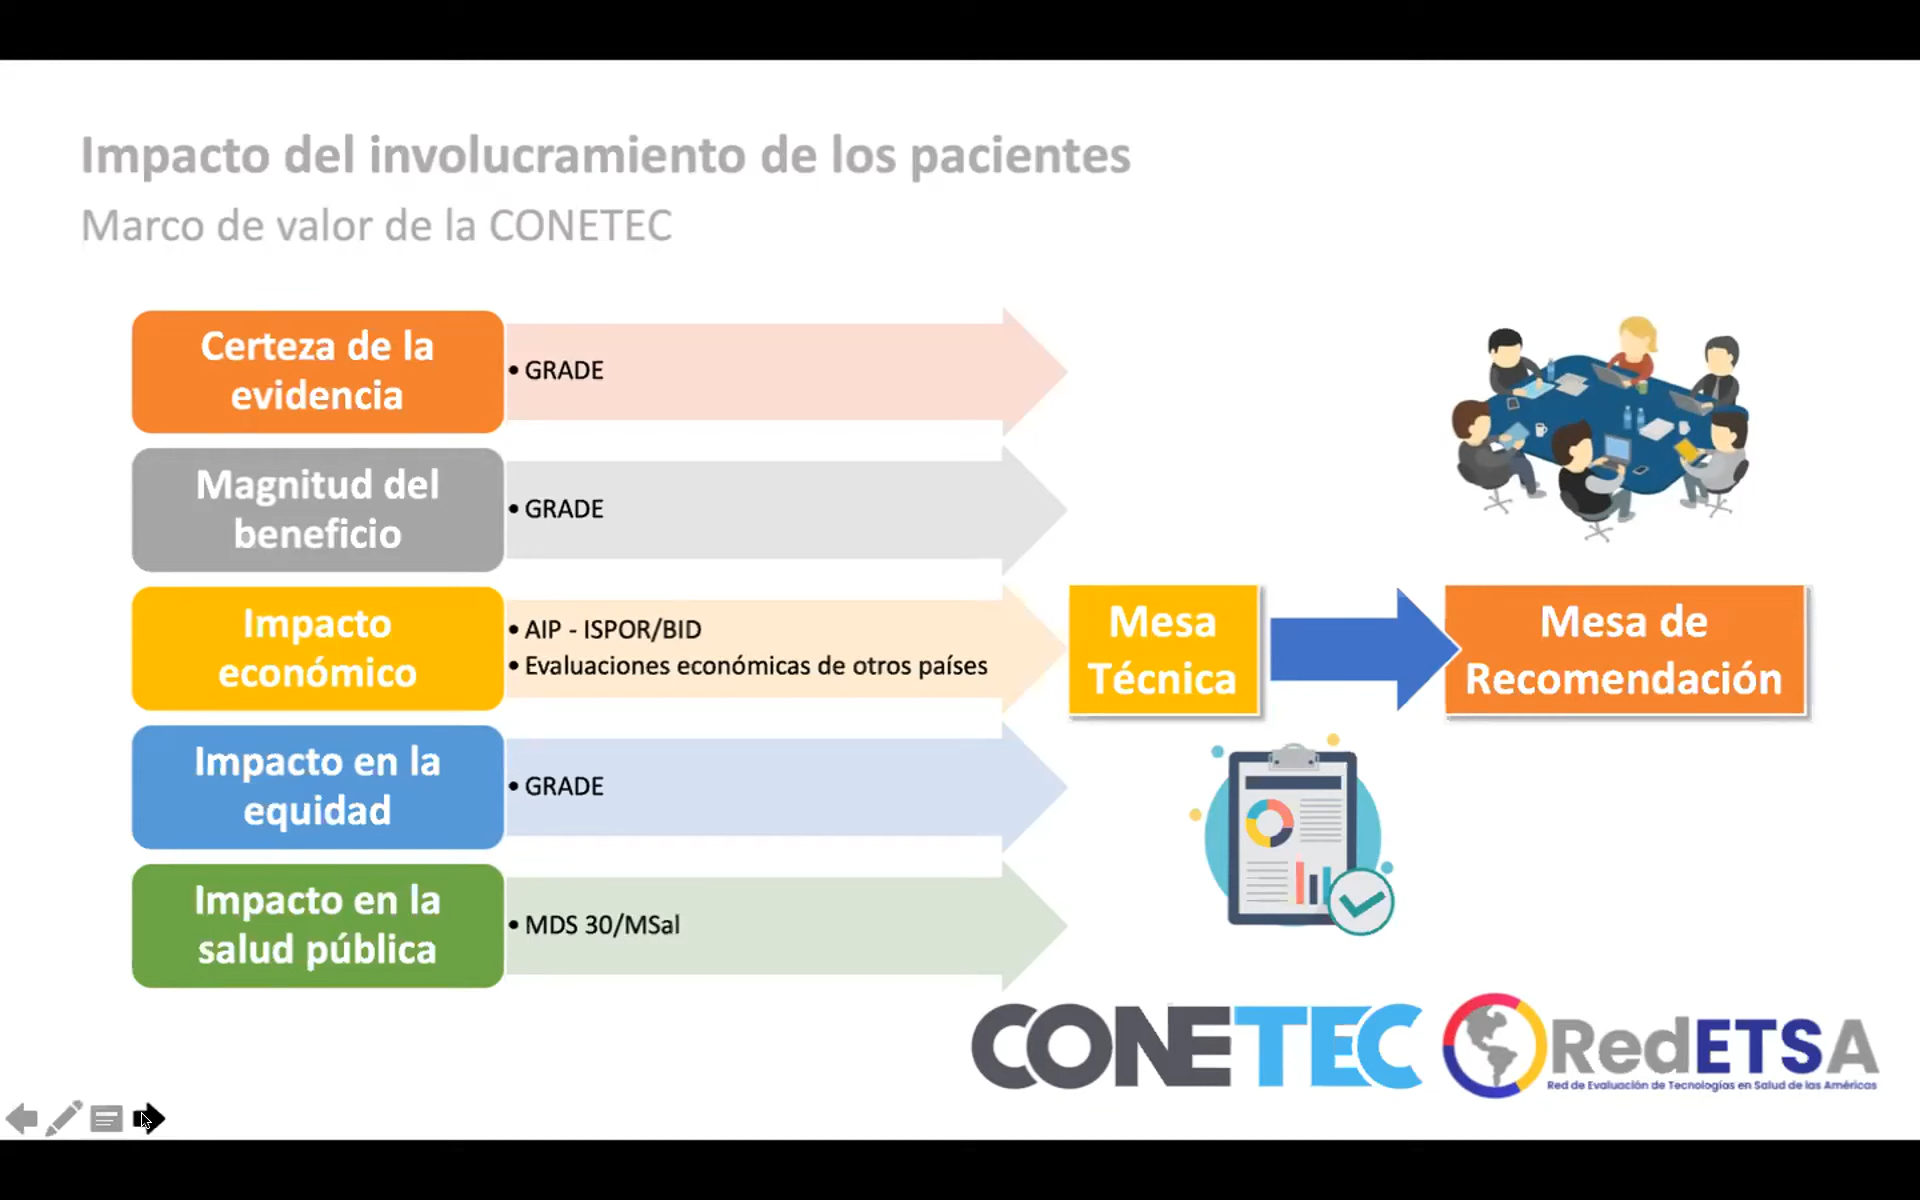 Impacto del involucramiento de los pacientes
Marco de valor de la CONETEC
Certeza de la
evidencia
• GRADE
Magnitud del
beneficio
• GRADE
Impacto
económico
• AIP - ISPOR/BID
• Evaluaciones económicas de otros países
Impacto en la
equidad
• GRADE
Impacto en la
salud pública
• MDS 30/MSal
Mesa
Técnica
Mesa de
Recomendación
CONETEC
RedETSA
Red de Evaluación de Tecnologías en Salud de las Américas